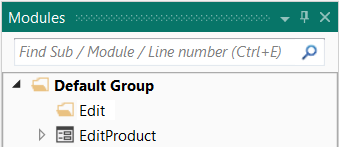 Modules
Find Sub / Module / Line number (Ctrl+E)
Default Group
Edit
EditProduct